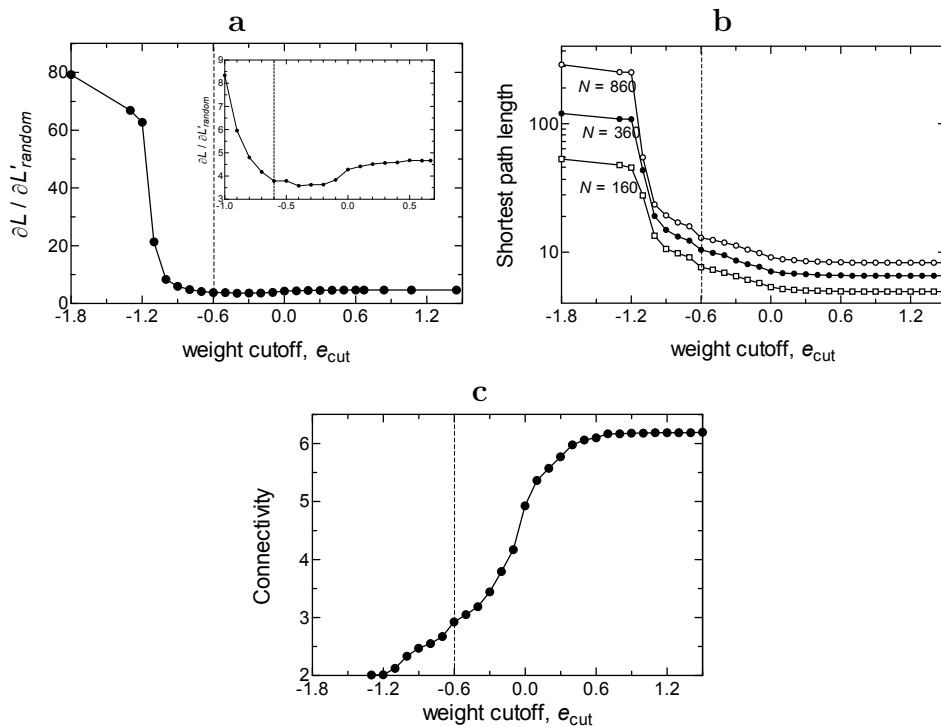 a
80
60
40
20
0
∂L / ∂L'random
9
8
7
6
5
4
3
∂L / ∂L'random
-1.0 -0.5 0.0 0.5
-1.8 -1.2 -0.6 0.0 0.6 1.2
weight cutoff, ecut
b
100
10
Shortest path length
N = 860
N = 360
N = 160
-1.8 -1.2 -0.6 0.0 0.6 1.2
weight cutoff, ecut
c
6
5
4
3
2
Connectivity
-1.8 -1.2 -0.6 0.0 0.6 1.2
weight cutoff, ecut